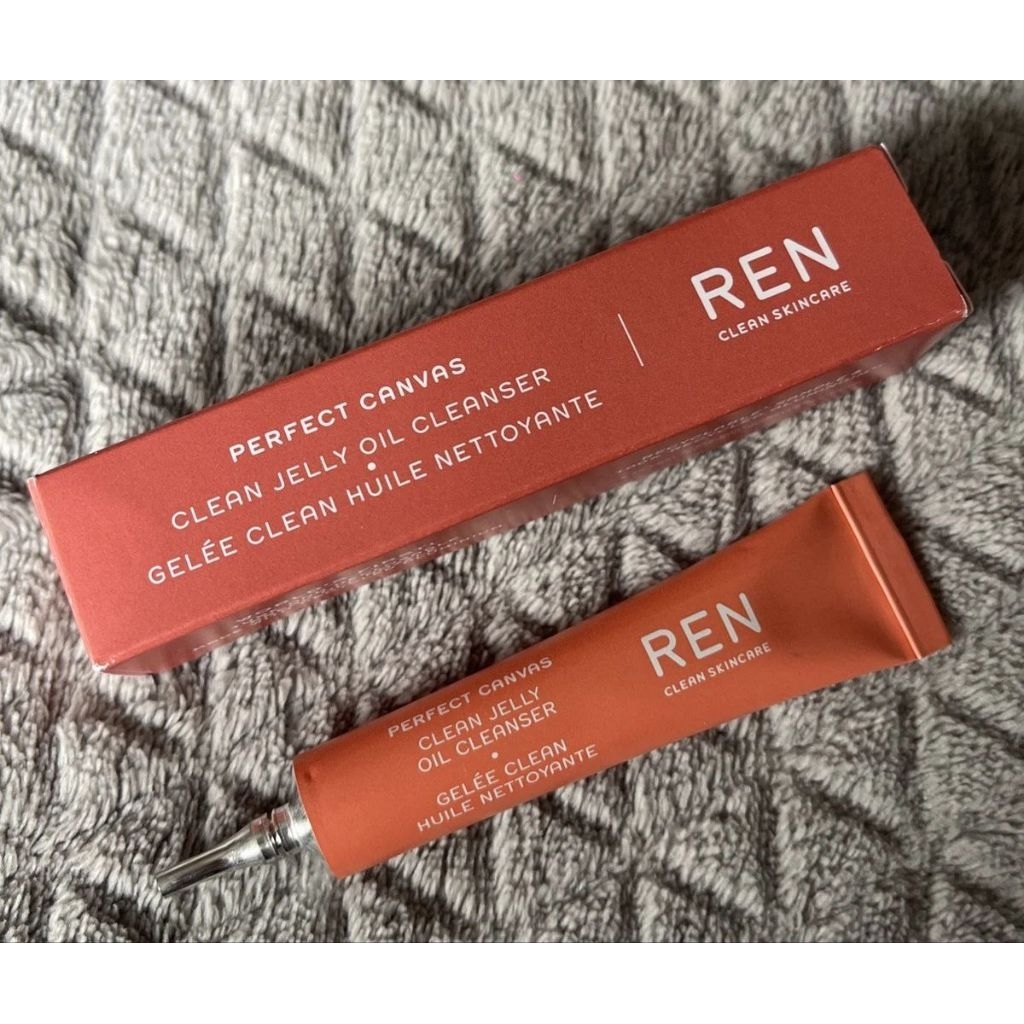 REN
CLEAN SKINCARE
PERFECT CANVAS
CLEAN JELLY OIL CLEANSER
•
GELÉE CLEAN HUILE NETTOYANTE
REN
CLEAN SKINCARE
PERFECT CANVAS
CLEAN JELLY
OIL CLEANSER
•
GELÉE CLEAN
HUILE NETTOYANTE